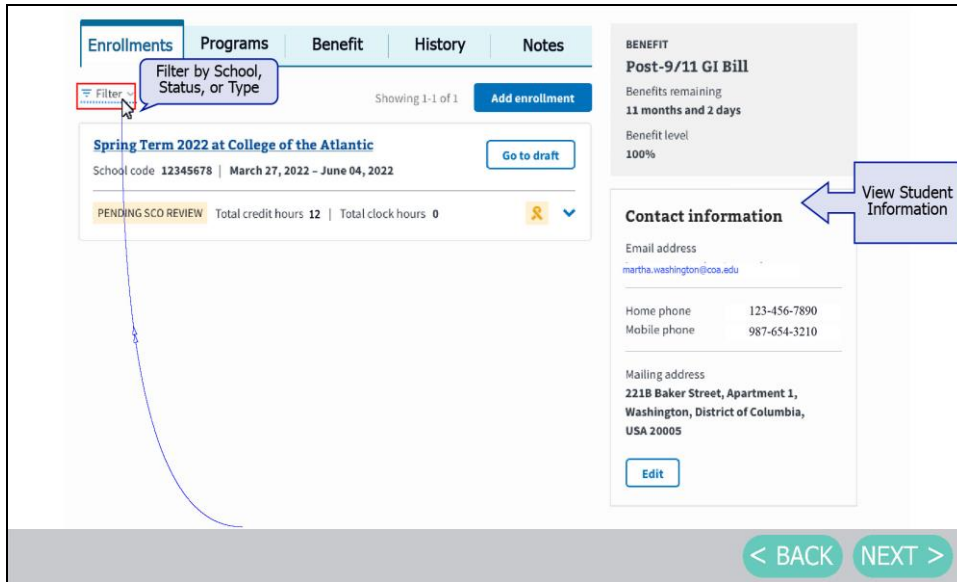 Enrollments Programs Benefit History Notes
Filter
Filter by School,
Status, or Type
Showing 1-1 of 1
Add enrollment
Spring Term 2022 at College of the Atlantic
School code 12345678 | March 27, 2022 – June 04, 2022
Go to draft
PENDING SCO REVIEW Total credit hours 12 | Total clock hours 0
BENEFIT
Post-9/11 GI Bill
Benefits remaining
11 months and 2 days
Benefit level
100%
View Student
Information
Contact information
Email address
martha.washington@coa.edu
Home phone 123-456-7890
Mobile phone 987-654-3210
Mailing address
221B Baker Street, Apartment 1,
Washington, District of Columbia,
USA 20005
Edit
< BACK NEXT >